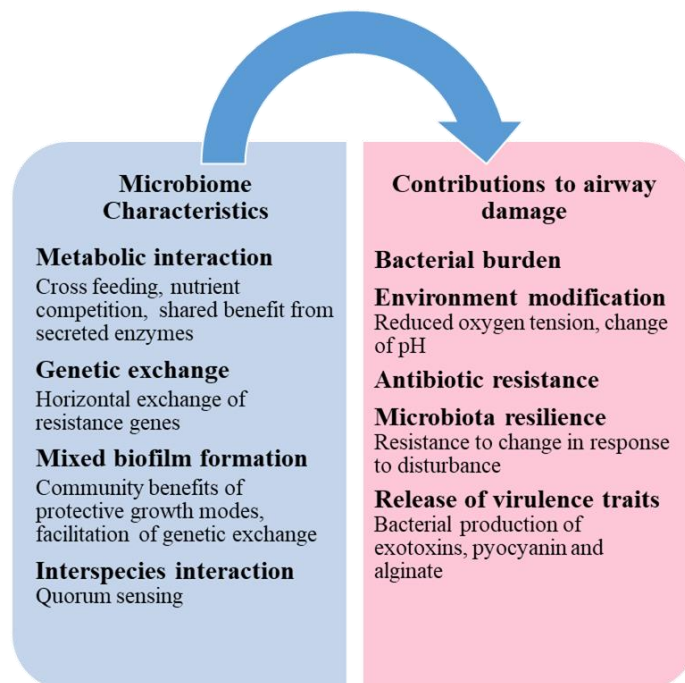 Microbiome
Characteristics
Metabolic interaction
Cross feeding, nutrient
competition, shared benefit from
secreted enzymes
Genetic exchange
Horizontal exchange of
resistance genes
Mixed biofilm formation
Community benefits of
protective growth modes,
facilitation of genetic exchange
Interspecies interaction
Quorum sensing
Contributions to airway
damage
Bacterial burden
Environment modification
Reduced oxygen tension, change
of pH
Antibiotic resistance
Microbiota resilience
Resistance to change in response
to disturbance
Release of virulence traits
Bacterial production of
exotoxins, pyocyanin and
alginate